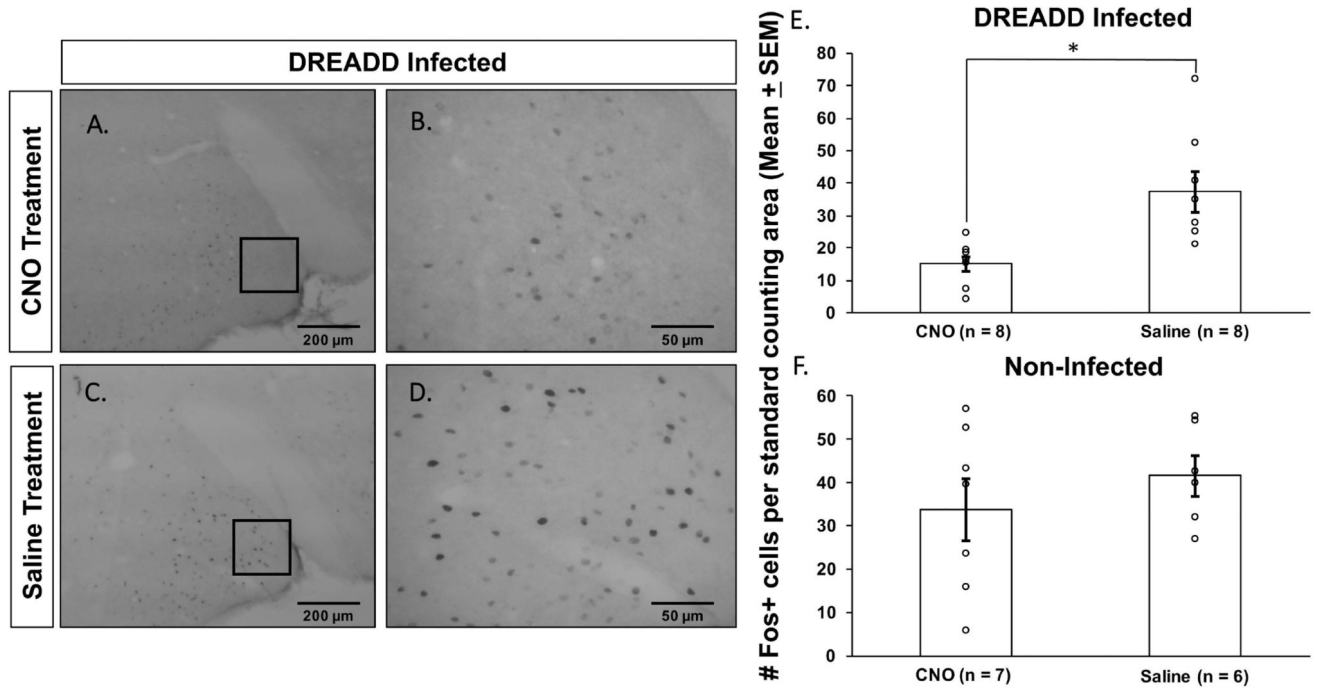 DREADD Infected
CNO Treatment
A.
200 µm
B.
50 µm
Saline Treatment
C.
200 µm
D.
50 µm
# Fos+ cells per standard counting area (Mean ± SEM)
E.
DREADD Infected
*
80
70
60
50
40
30
20
10
0
CNO (n = 8)
Saline (n = 8)
F.
Non-Infected
60
50
40
30
20
10
0
CNO (n = 7)
Saline (n = 6)